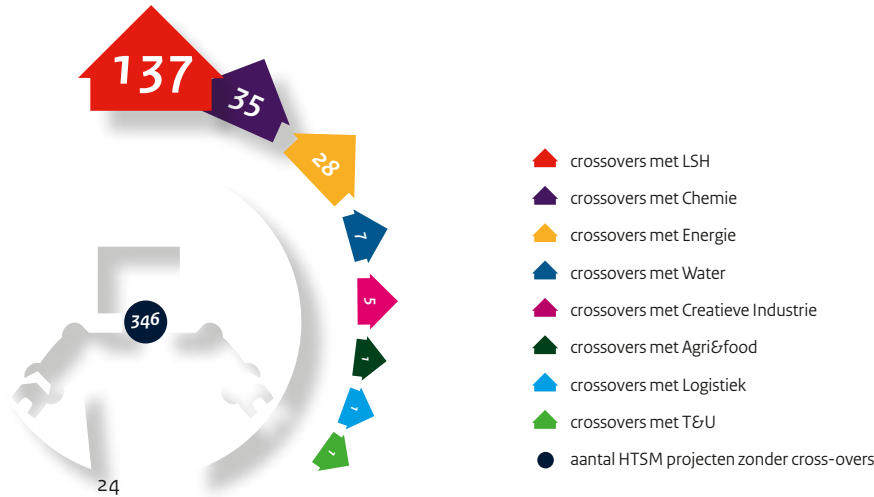 137
35
28
7
5
1
1
1
346
24
crossovers met LSH
crossovers met Chemie
crossovers met Energie
crossovers met Water
crossovers met Creatieve Industrie
crossovers met Agri&food
crossovers met Logistiek
crossovers met T&U
aantal HTSM projecten zonder cross-overs